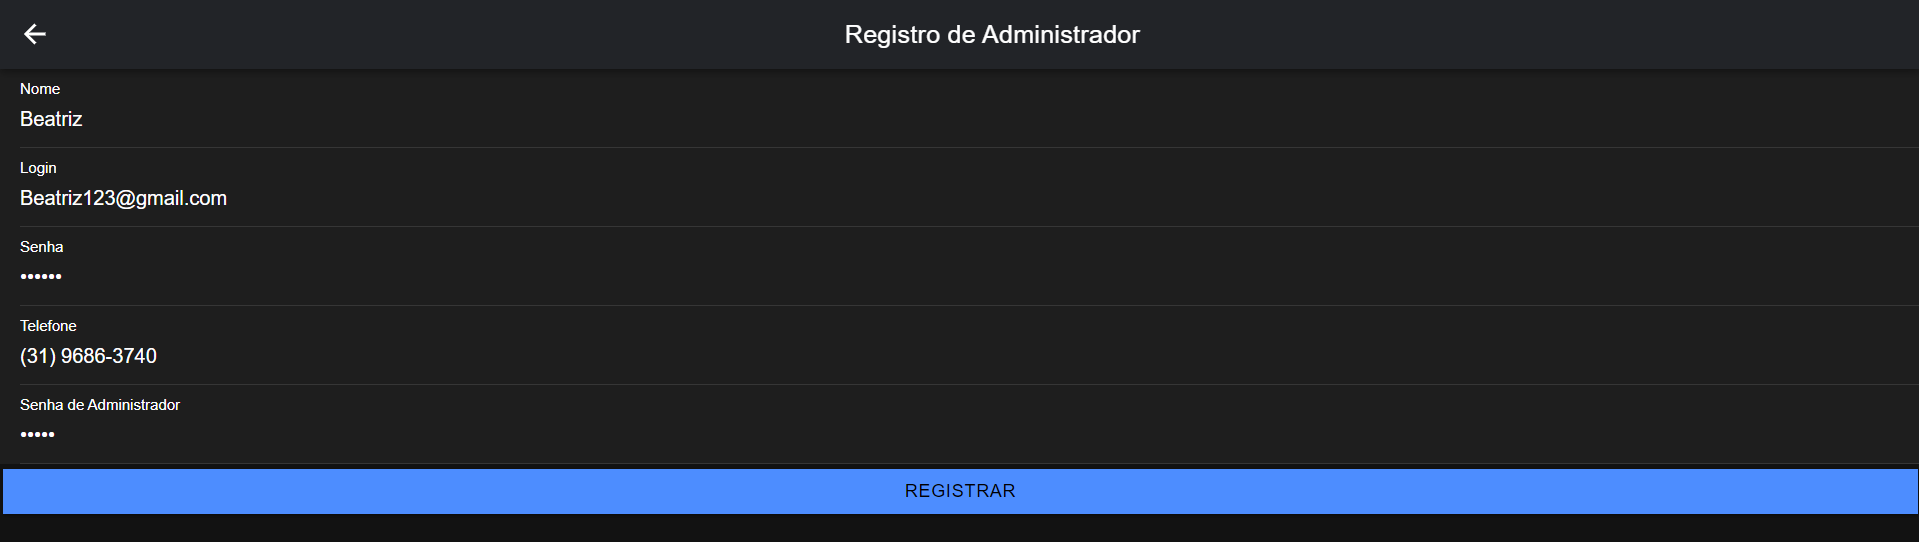 Registro de Administrador
Nome
Beatriz
Login
Beatriz123@gmail.com
Senha
••••••
Telefone
(31) 9686-3740
Senha de Administrador
•••••
REGISTRAR